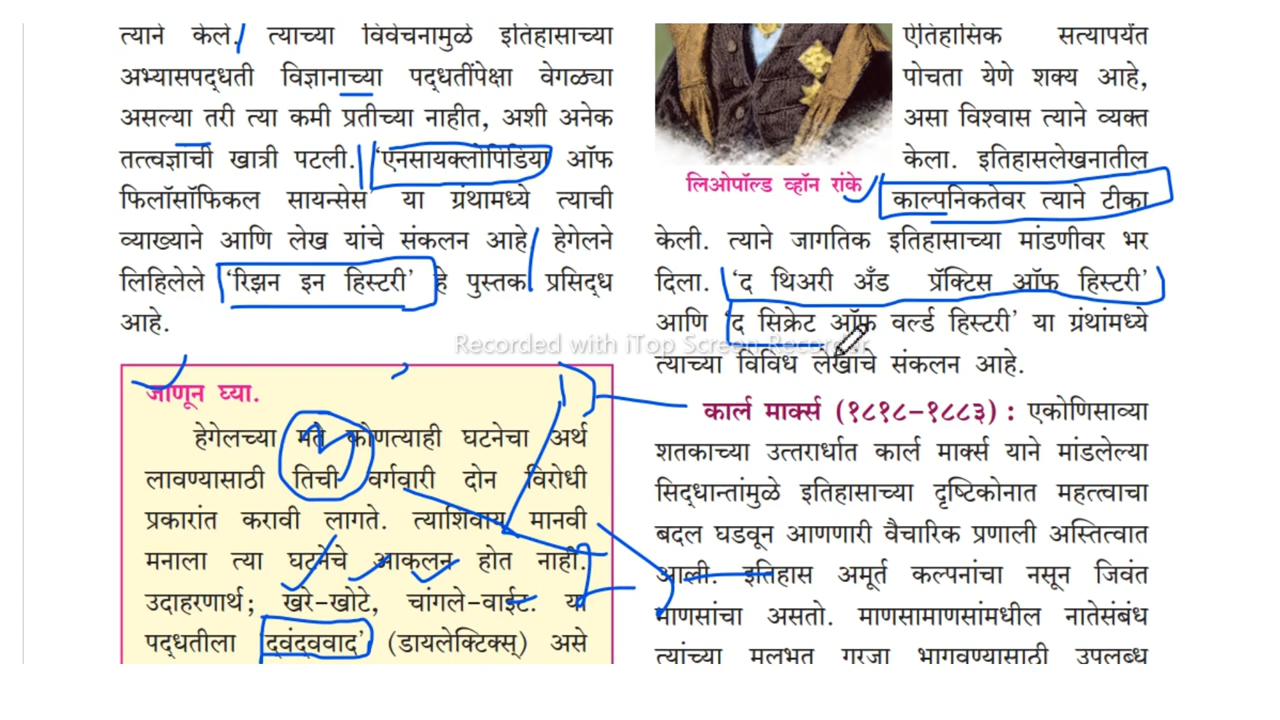 त्याने केले. त्याच्या विवेचनामुळे इतिहासाच्या
अभ्यासपद्धती विज्ञानाच्या पद्धतींपेक्षा वेगळ्या
असल्या तरी त्या कमी प्रतीच्या नाहीत, अशी अनेक
तत्त्वज्ञांची खात्री पटली. 'एनसायक्लोपिडिया ऑफ
फिलॉसॉफिकल सायन्सेस' या ग्रंथामध्ये त्याची
व्याख्याने आणि लेख यांचे संकलन आहे. हेगेलने
लिहिलेले 'रिझन इन हिस्टरी' हे पुस्तक प्रसिद्ध
आहे.
जाणून घ्या.
हेगेलच्या मते कोणत्याही घटनेचा अर्थ
लावण्यासाठी तिची वर्गवारी दोन विरोधी
प्रकारांत करावी लागते. त्याशिवाय मानवी
मनाला त्या घटनेचे आकलन होत नाही.
उदाहरणार्थ; खरे-खोटे, चांगले-वाईट. या
पद्धतीला 'द्वंद्ववाद' (डायलेक्टिक्स्) असे
ऐतिहासिक सत्यापर्यंत
पोचता येणे शक्य आहे,
असा विश्वास त्याने व्यक्त
केला. इतिहासलेखनातील
लिओपॉल्ड व्हॉन रांके
काल्पनिकतेवर त्याने टीका
केली. त्याने जागतिक इतिहासाच्या मांडणीवर भर
दिला. 'द थिअरी अँड प्रॅक्टिस ऑफ हिस्टरी'
आणि 'द सिक्रेट ऑफ वर्ल्ड हिस्टरी' या ग्रंथांमध्ये
Recorded with iTop Screen Recorder
त्याच्या विविध लेखांचे संकलन आहे.
कार्ल मार्क्स (१८१८-१८८३) : एकोणिसाव्या
शतकाच्या उत्तरार्धात कार्ल मार्क्स याने मांडलेल्या
सिद्धान्तांमुळे इतिहासाच्या दृष्टिकोनात महत्त्वाचा
बदल घडवून आणणारी वैचारिक प्रणाली अस्तित्वात
आली. इतिहास अमूर्त कल्पनांचा नसून जिवंत
माणसांचा असतो. माणसामाणसांमधील नातेसंबंध
त्यांच्या मूलभूत गरजा भागवण्यासाठी उपलब्ध